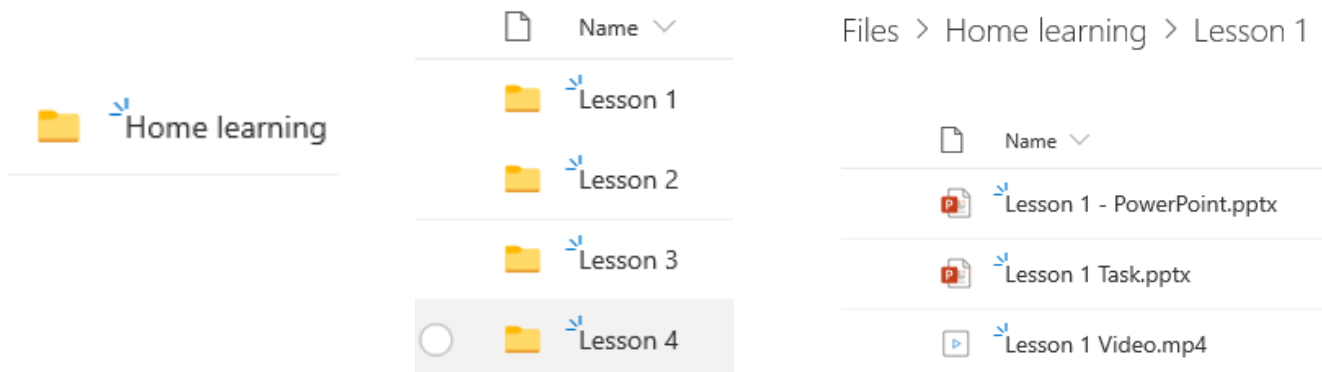 Home learning
Name
Lesson 1
Lesson 2
Lesson 3
Lesson 4
Files > Home learning > Lesson 1
Name
Lesson 1 - PowerPoint.pptx
Lesson 1 Task.pptx
Lesson 1 Video.mp4